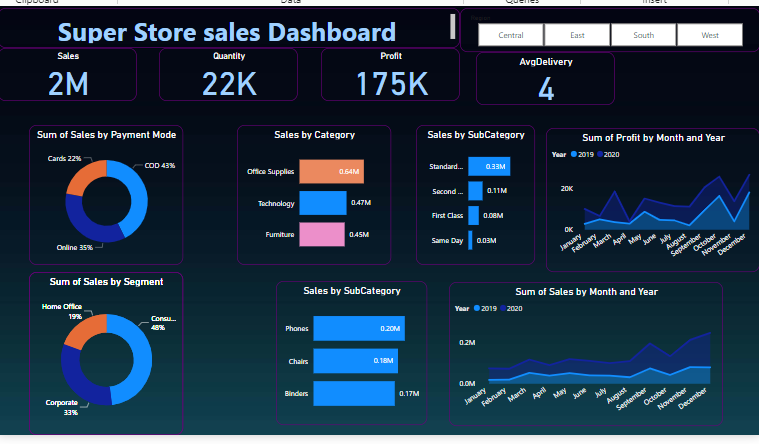 Clipboard
Data
Queries
Insert
Super Store sales Dashboard
Central
East
South
West
Sales
2M
Quantity
22K
Profit
175K
AvgDelivery
4
Sum of Sales by Payment Mode
Cards 22%
COD 43%
Online 35%
Sales by Category
Office Supplies
0.64M
Technology
0.47M
Furniture
0.45M
Sales by SubCategory
Standard...
0.33M
Second ...
0.11M
First Class
0.08M
Same Day
0.03M
Sum of Profit by Month and Year
Year 2019 2020
20K
0K
January
February
March
April
May
June
July
August
September
October
November
December
Sum of Sales by Segment
Home Office
19%
Consu...
48%
Corporate
33%
Sales by SubCategory
Phones
0.20M
Chairs
0.18M
Binders
0.17M
Sum of Sales by Month and Year
Year 2019 2020
0.2M
0.0M
January
February
March
April
May
June
July
August
September
October
November
December